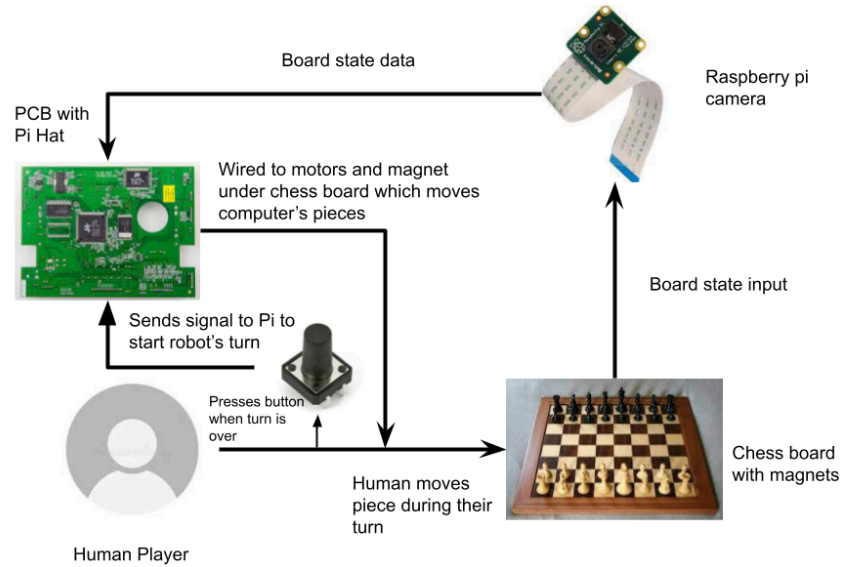 Board state data
Raspberry pi
camera
PCB with
Pi Hat
Wired to motors and magnet
under chess board which moves
computer's pieces
Board state input
Sends signal to Pi to
start robot's turn
Presses button
when turn is
over
Chess board
with magnets
Human moves
piece during their
turn
Human Player